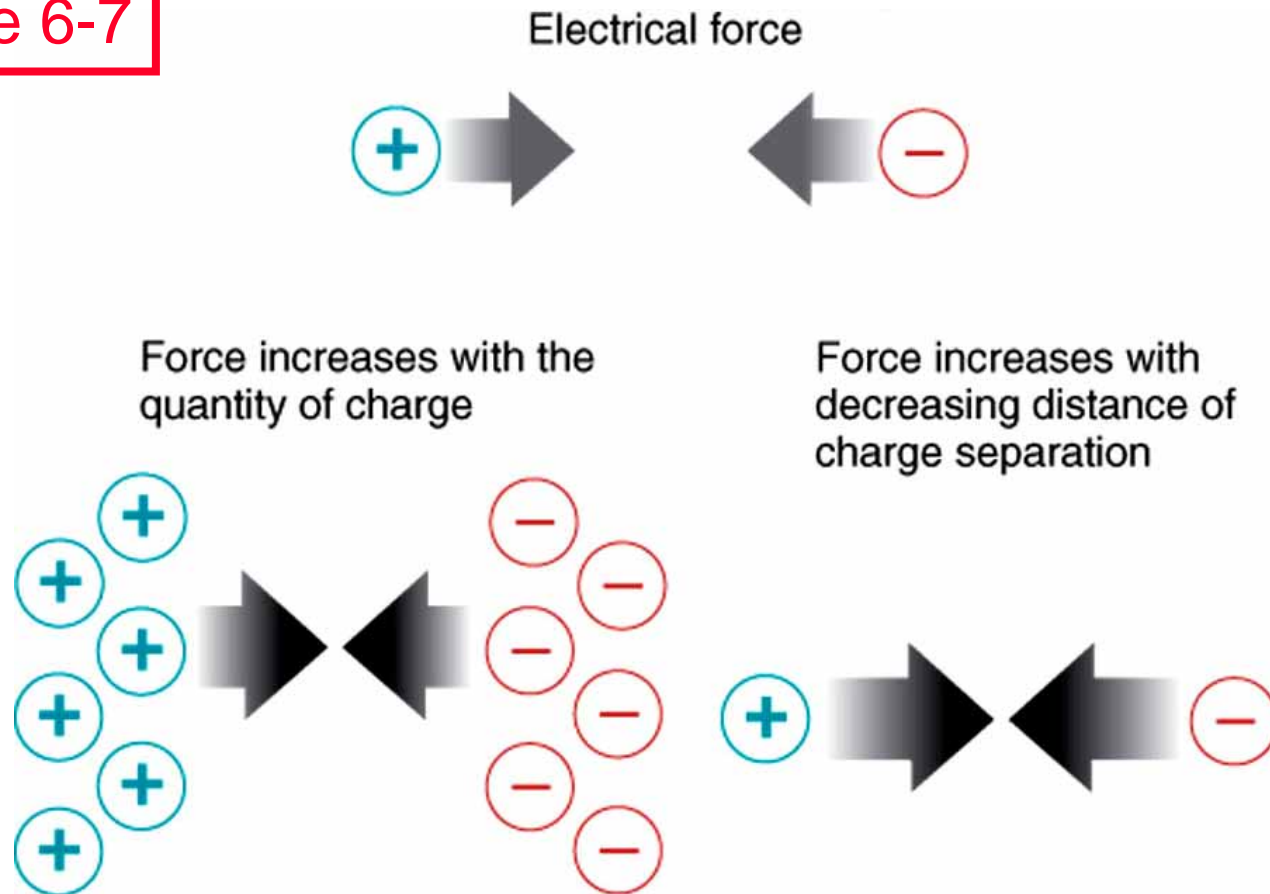 e 6-7
Electrical force
+
−
Force increases with the
quantity of charge
Force increases with
decreasing distance of
charge separation
+
+
+
+
+
+
−
−
−
−
−
−
+
−